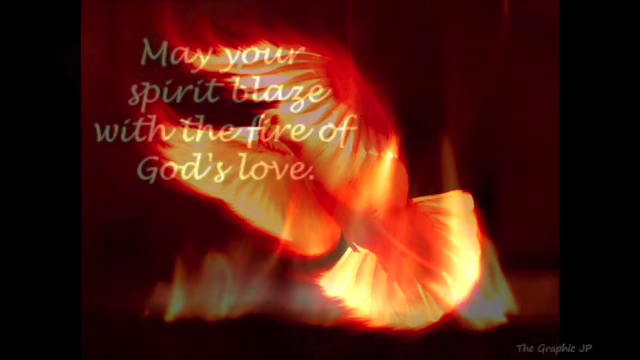 May your
spirit blaze
with the fire of
God's love.
The Graphic JP